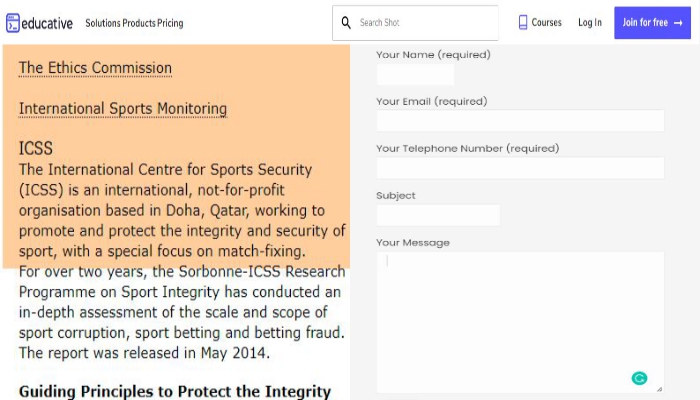 educative
Solutions Products Pricing
Search Shot
Courses
Log In
Join for free →
The Ethics Commission
International Sports Monitoring
ICSS
The International Centre for Sports Security
(ICSS) is an international, not-for-profit
organisation based in Doha, Qatar, working to
promote and protect the integrity and security of
sport, with a special focus on match-fixing.
For over two years, the Sorbonne-ICSS Research
Programme on Sport Integrity has conducted an
in-depth assessment of the scale and scope of
sport corruption, sport betting and betting fraud.
The report was released in May 2014.
Guiding Principles to Protect the Integrity
Your Name (required)
Your Email (required)
Your Telephone Number (required)
Subject
Your Message